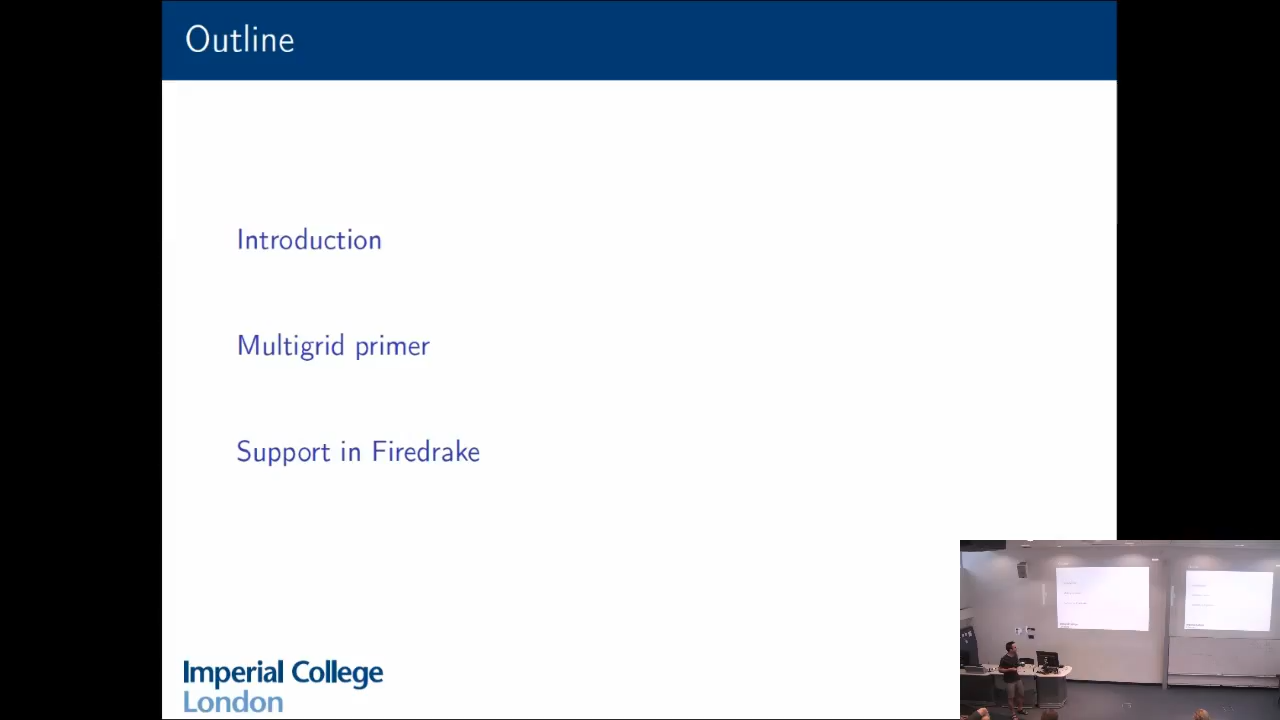 Outline
Introduction
Multigrid primer
Support in Firedrake
Imperial College
London